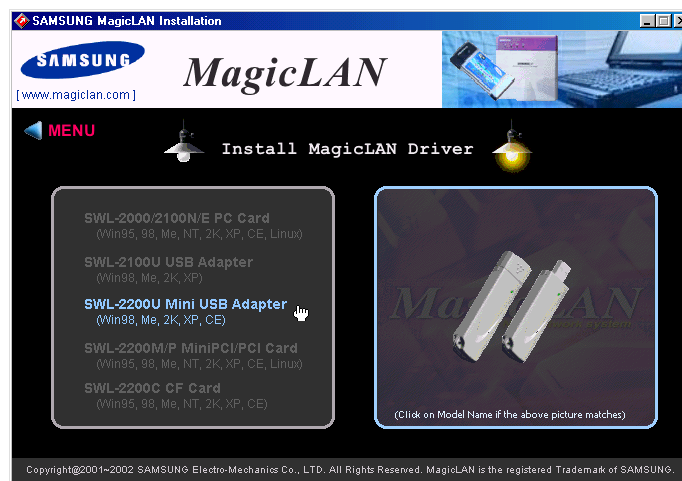 SAMSUNG MagicLAN Installation
SAMSUNG
MagicLAN
[ www.magiclan.com ]
MENU
Install MagicLAN Driver
SWL-2000/2100N/E PC Card
(Win95, 98, Me, NT, 2K, XP, CE, Linux)
SWL-2100U USB Adapter
(Win98, Me, 2K, XP)
SWL-2200U Mini USB Adapter
(Win98, Me, 2K, XP, CE)
SWL-2200M/P MiniPCI/PCI Card
(Win95, 98, Me, NT, 2K, XP, CE, Linux)
SWL-2200C CF Card
(Win95, 98, Me, NT, 2K, XP, CE)
MagicLAN
(Click on Model Name if the above picture matches)
Copyright@2001~2002 SAMSUNG Electro-Mechanics Co., LTD. All Rights Reserved. MagicLAN is the registered Trademark of SAMSUNG.